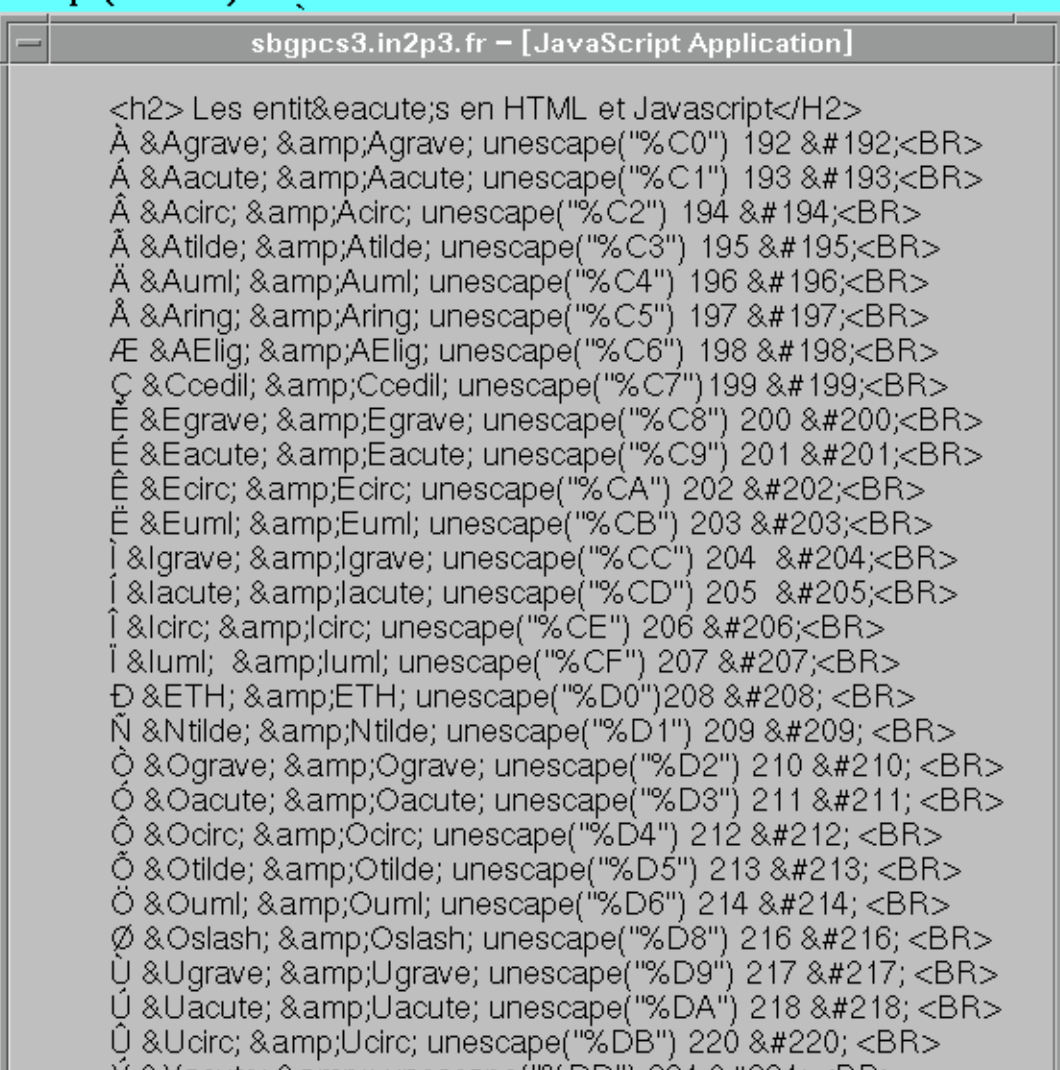 sbgpcs3.in2p3.fr – [JavaScript Application]
<h2> Les entit&eacute;s en HTML et Javascript</H2>
À &Agrave; &amp;Agrave; unescape("%C0") 192 &#192;<BR>
Á &Aacute; &amp;Aacute; unescape("%C1") 193 &#193;<BR>
Â &Acirc; &amp;Acirc; unescape("%C2") 194 &#194;<BR>
Ã &Atilde; &amp;Atilde; unescape("%C3") 195 &#195;<BR>
Ä &Auml; &amp;Auml; unescape("%C4") 196 &#196;<BR>
Å &Aring; &amp;Aring; unescape("%C5") 197 &#197;<BR>
Æ &AElig; &amp;AElig; unescape("%C6") 198 &#198;<BR>
Ç &Ccedil; &amp;Ccedil; unescape("%C7")199 &#199;<BR>
È &Egrave; &amp;Egrave; unescape("%C8") 200 &#200;<BR>
É &Eacute; &amp;Eacute; unescape("%C9") 201 &#201;<BR>
Ê &Ecirc; &amp;Ecirc; unescape("%CA") 202 &#202;<BR>
Ë &Euml; &amp;Euml; unescape("%CB") 203 &#203;<BR>
Ì &Igrave; &amp;Igrave; unescape("%CC") 204  &#204;<BR>
Í &Iacute; &amp;Iacute; unescape("%CD") 205  &#205;<BR>
Î &Icirc; &amp;Icirc; unescape("%CE") 206 &#206;<BR>
Ï &Iuml;  &amp;Iuml; unescape("%CF") 207 &#207;<BR>
Ð &ETH; &amp;ETH; unescape("%D0")208 &#208; <BR>
Ñ &Ntilde; &amp;Ntilde; unescape("%D1") 209 &#209; <BR>
Ò &Ograve; &amp;Ograve; unescape("%D2") 210 &#210; <BR>
Ó &Oacute; &amp;Oacute; unescape("%D3") 211 &#211; <BR>
Ô &Ocirc; &amp;Ocirc; unescape("%D4") 212 &#212; <BR>
Õ &Otilde; &amp;Otilde; unescape("%D5") 213 &#213; <BR>
Ö &Ouml; &amp;Ouml; unescape("%D6") 214 &#214; <BR>
Ø &Oslash; &amp;Oslash; unescape("%D8") 216 &#216; <BR>
Ù &Ugrave; &amp;Ugrave; unescape("%D9") 217 &#217; <BR>
Ú &Uacute; &amp;Uacute; unescape("%DA") 218 &#218; <BR>
Û &Ucirc; &amp;Ucirc; unescape("%DB") 220 &#220; <BR>